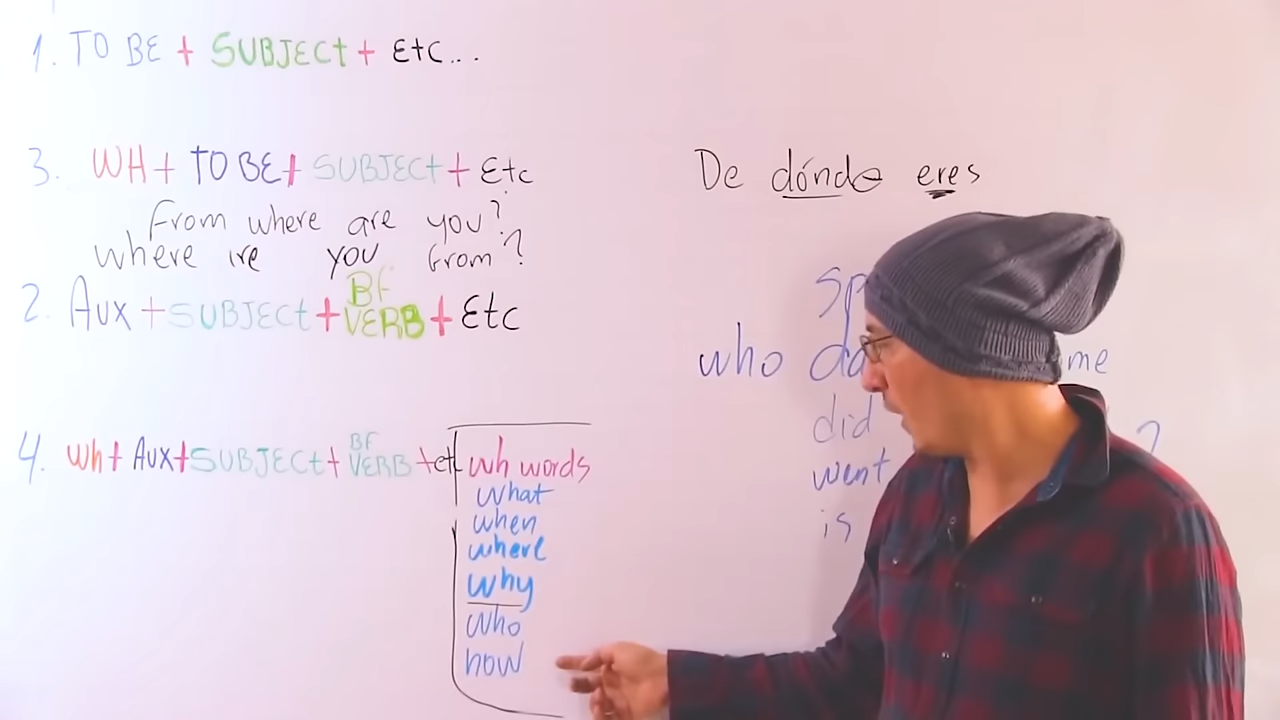 1. TO BE + SUBJECT + Etc...
3. WH + TO BE + SUBJECT + Etc
From where are you?
where are you from?
2. Aux + SUBJECT + BF VERB + Etc
4. Wh + Aux + SUBJECT + BF VERB + etc
wh words
what
when
where
why
who
how
De dónde eres
who
me
did
went
is
?